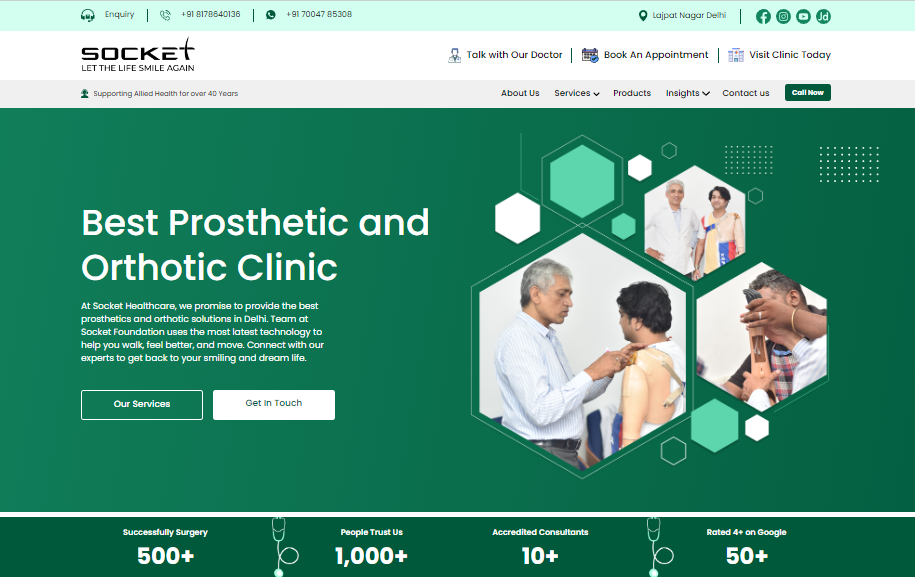 Enquiry
+91 8178640136
+91 70047 85308
Lajpat Nagar Delhi
Jd
SOCKET
LET THE LIFE SMILE AGAIN
Talk with Our Doctor
Book An Appointment
Visit Clinic Today
Supporting Allied Health for over 40 Years
About Us
Services
Products
Insights
Contact us
Call Now
Best Prosthetic and
Orthotic Clinic
At Socket Healthcare, we promise to provide the best
prosthetics and orthotic solutions in Delhi. Team at
Socket Foundation uses the most latest technology to
help you walk, feel better, and move. Connect with our
experts to get back to your smiling and dream life.
Our Services
Get In Touch
Successfully Surgery
500+
People Trust Us
1,000+
Accredited Consultants
10+
Rated 4+ on Google
50+